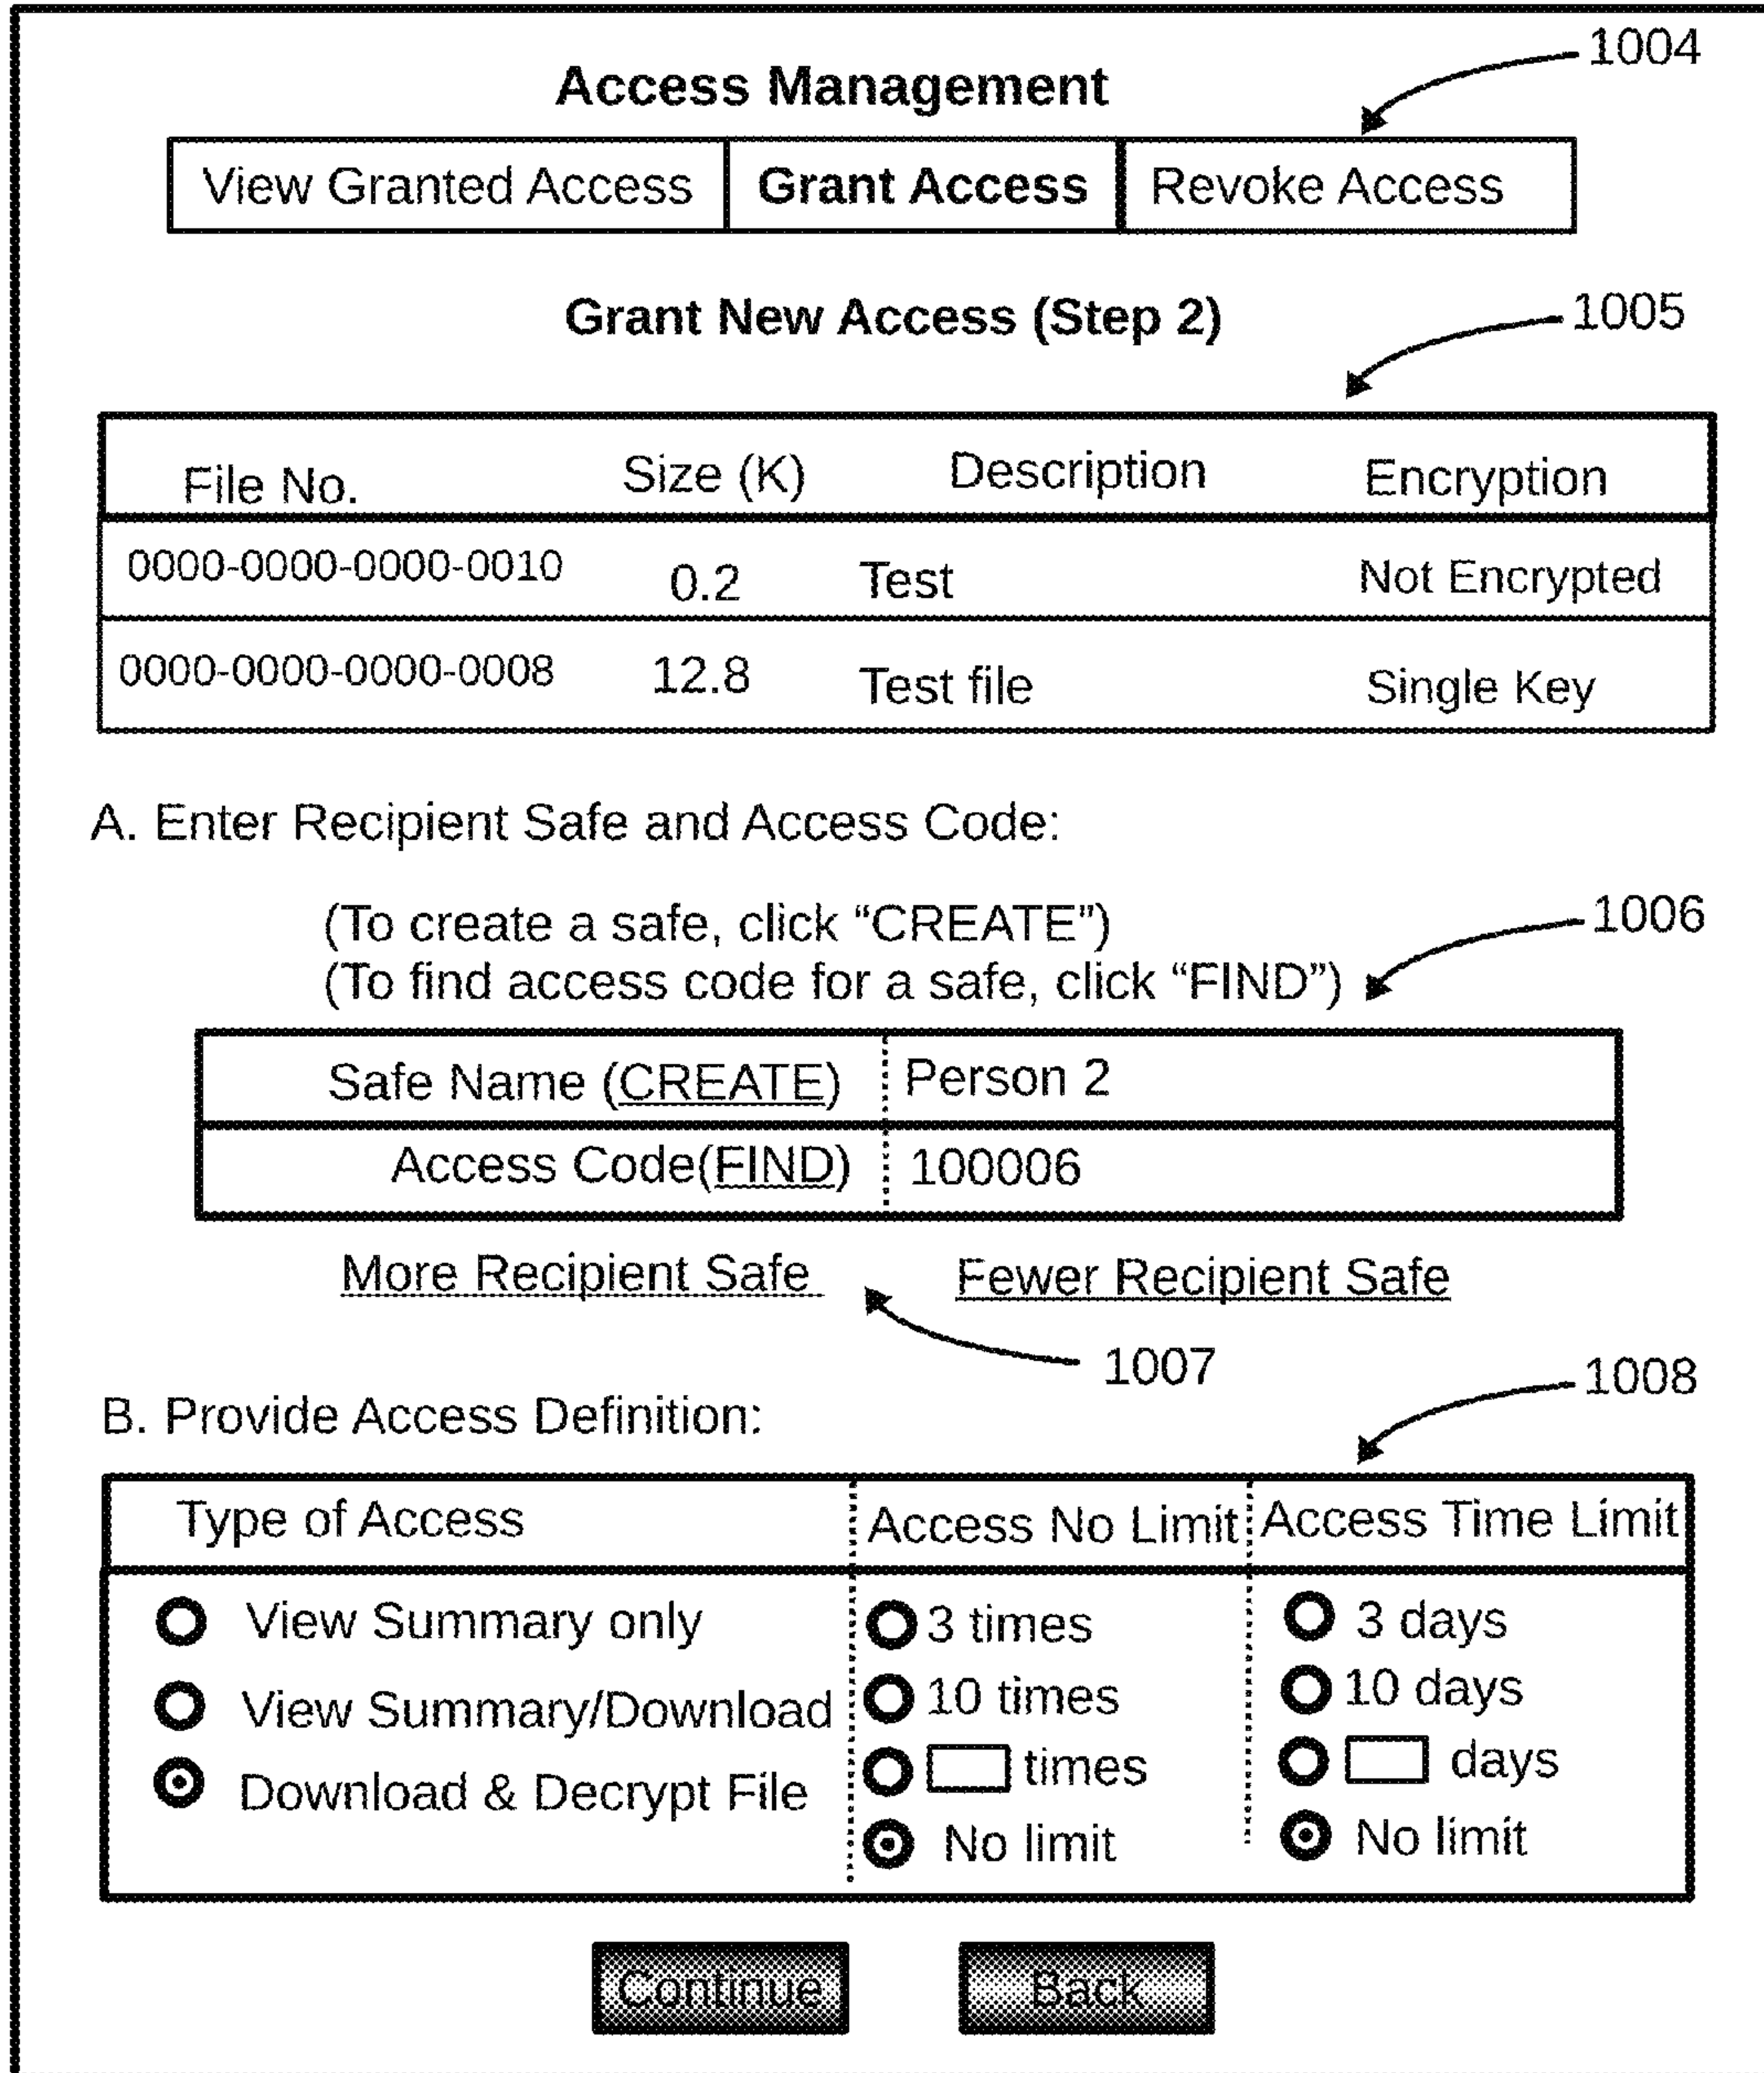 1004
Access Management
View Granted Access Grant Access Revoke Access
Grant New Access (Step 2)
1005
File No. Size (K) Description Encryption
0000-0000-0000-0010 0.2 Test Not Encrypted
0000-0000-0000-0008 12.8 Test file Single Key
A. Enter Recipient Safe and Access Code:
(To create a safe, click “CREATE”)
1006
(To find access code for a safe, click “FIND”)
Safe Name (CREATE) Person 2
Access Code(FIND) 100006
More Recipient Safe Fewer Recipient Safe
1007
1008
B. Provide Access Definition:
Type of Access Access No Limit Access Time Limit
View Summary only 3 times 3 days
View Summary/Download 10 times 10 days
times days
Download & Decrypt File
No limit No limit
Continue Back